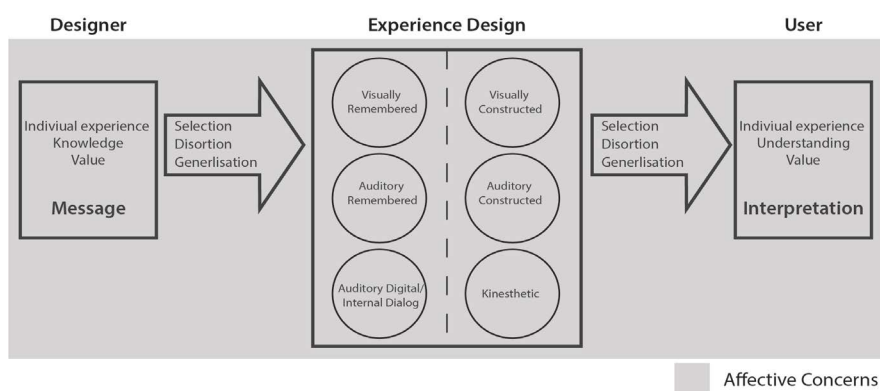 Designer
Experience Design
User
Indiviual experience
Knowledge
Value
Message
Selection
Disortion
Generlisation
Visually
Remembered
Visually
Constructed
Auditory
Remembered
Auditory
Constructed
Auditory Digital/
Internal Dialog
Kinesthetic
Selection
Disortion
Generlisation
Indiviual experience
Understanding
Value
Interpretation
Affective Concerns